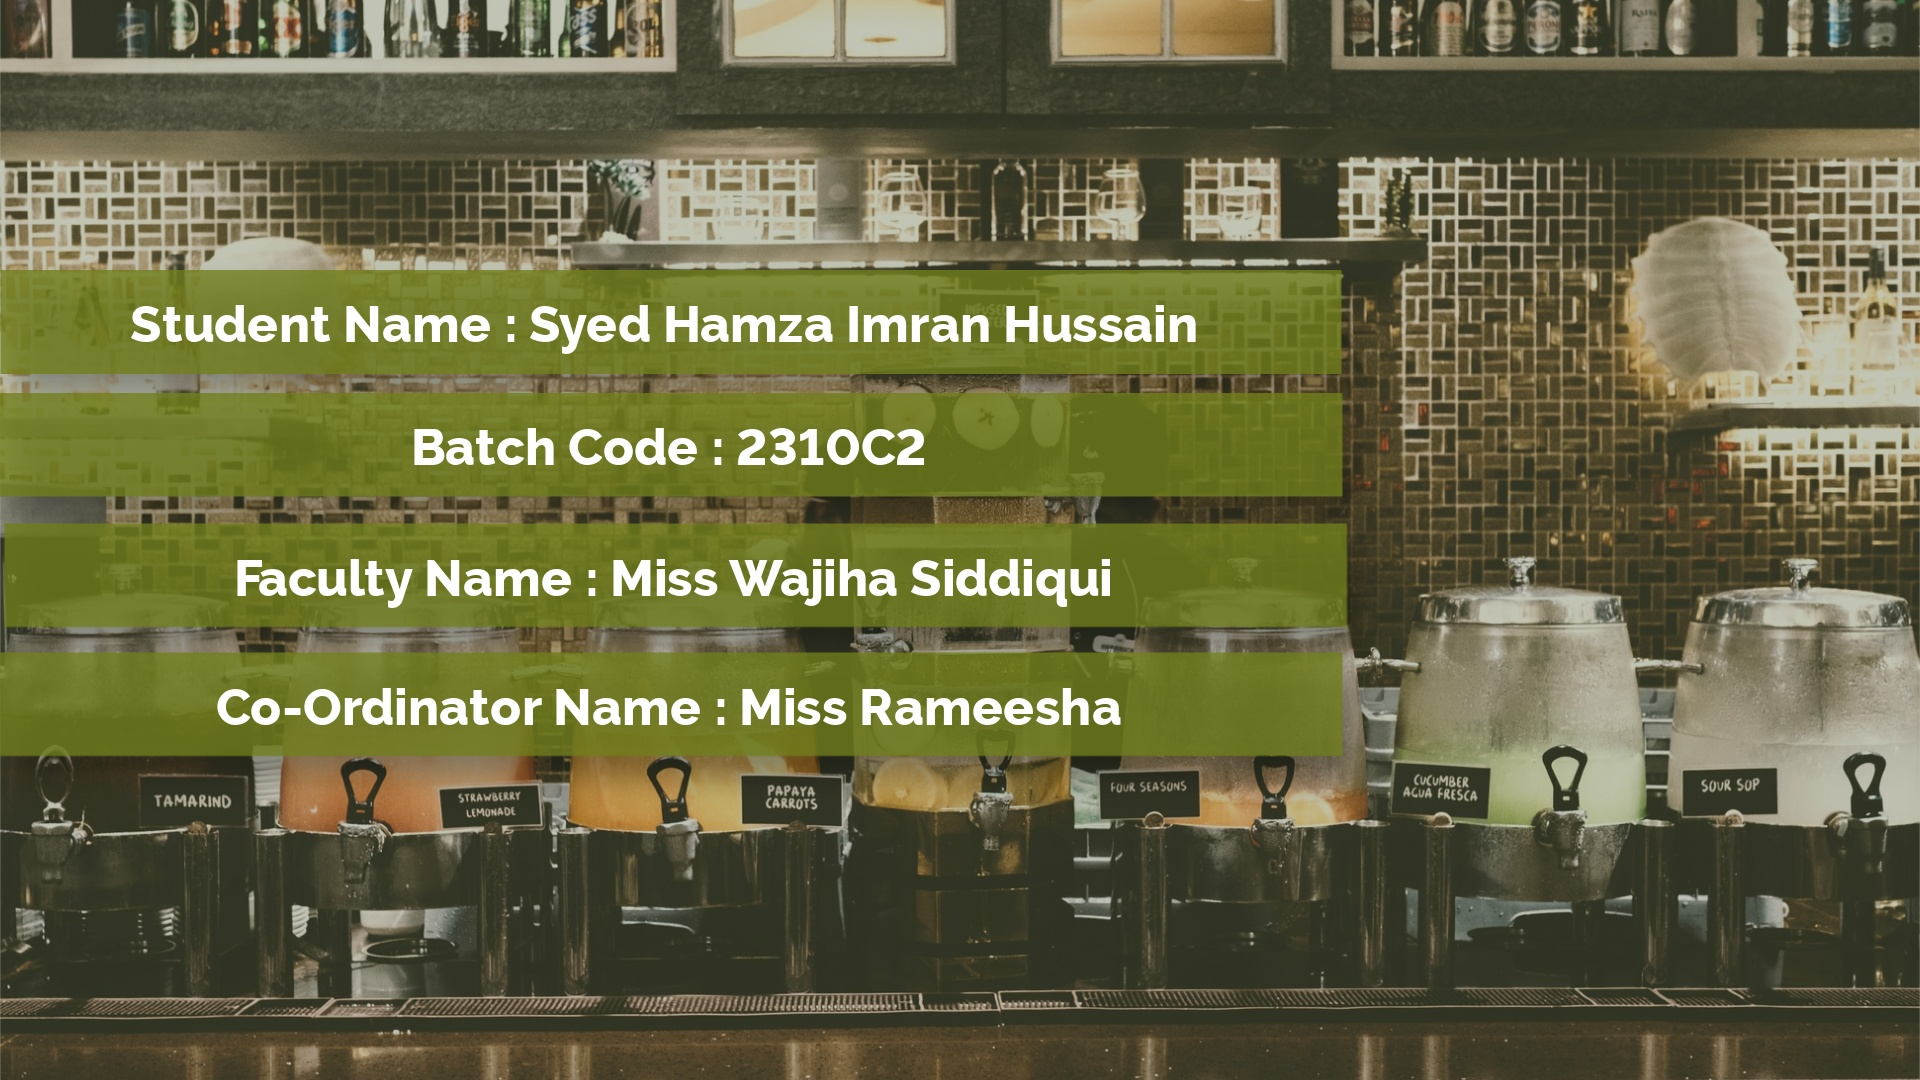 Student Name : Syed Hamza Imran Hussain
Batch Code : 2310C2
Faculty Name : Miss Wajiha Siddiqui
Co-Ordinator Name : Miss Rameesha
TAMARIND
STRAWBERRY
LEMONADE
PAPAYA
CARROTS
FOUR SEASONS
CUCUMBER
AGUA FRESCA
SOUR SOP